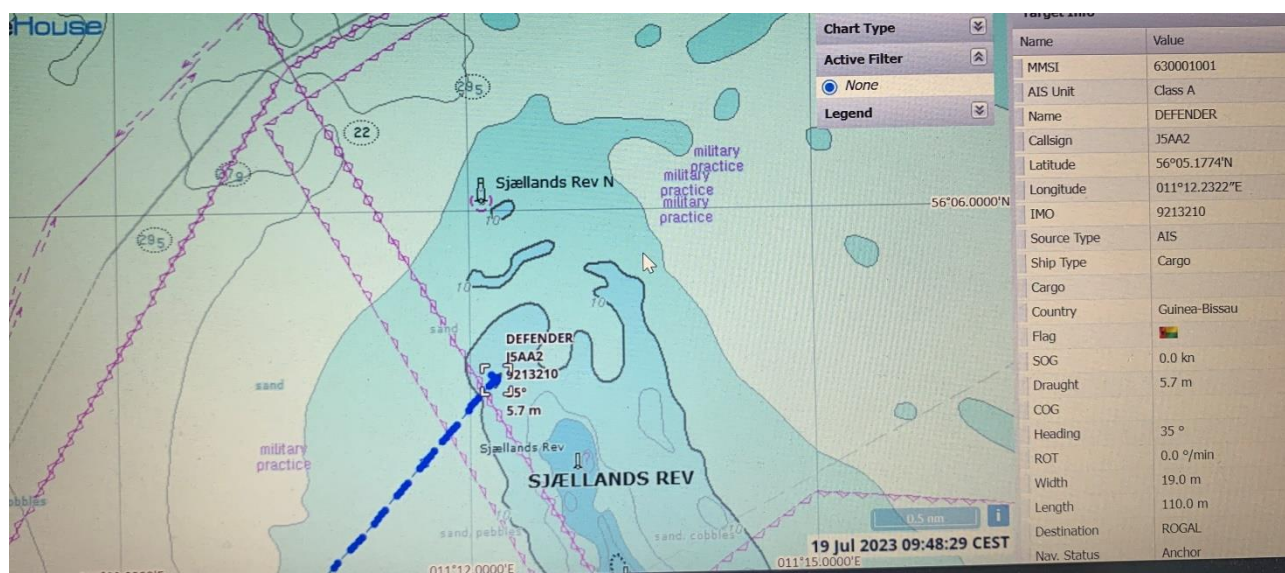 House
Chart Type
Active Filter
None
Legend
Target Info
Name Value
MMSI 630001001
AIS Unit Class A
Name DEFENDER
Callsign J5AA2
Latitude 56°05.1774'N
Longitude 011°12.2322"E
IMO 9213210
Source Type AIS
Ship Type Cargo
Cargo
Country Guinea-Bissau
Flag
SOG 0.0 kn
Draught 5.7 m
COG
Heading 35 °
ROT 0.0 °/min
Width 19.0 m
Length 110.0 m
Destination ROGAL
Nav. Status Anchor
22
military
practice
military
practice
military
practice
Sjællands Rev N
56°06.0000'N
10
29₅
10
10
sand
DEFENDER
J5AA2
9213210
5.7 m
sand
military
practice
Sjællands Rev
SJÆLLANDS REV
sand, pebbles
sand, cobbles
10
0.5 nm
i
19 Jul 2023 09:48:29 CEST
011°12.0000'E
011°15.0000'E